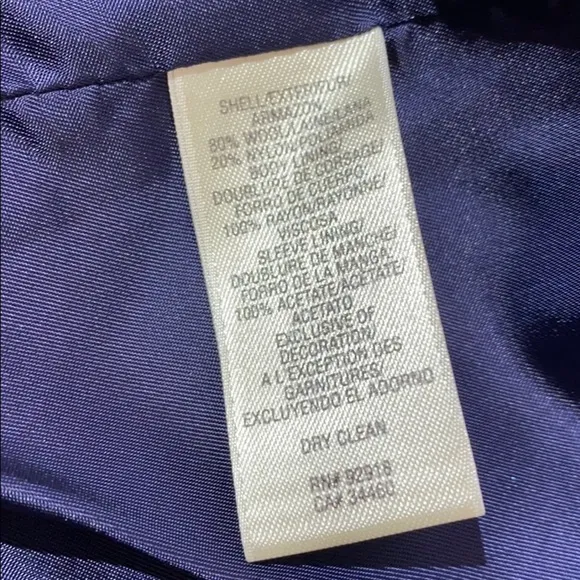 SHELL/EXTERIEUR/
ARMAZON
80% WOOL/LAINE/LANA
20% NYLON/POLIAMIDA
BODY LINING/
DOUBLURE DE CORSAGE/
FORRO DE CUERPO
100% RAYON/RAYONNE/
VISCOSA
SLEEVE LINING/
DOUBLURE DE MANCHE/
FORRO DE LA MANGA
100% ACETATE/ACETATE/
ACETATO
EXCLUSIVE OF
DECORATION/
A L'EXCEPTION DES
GARNITURES/
EXCLUYENDO EL ADORNO
DRY CLEAN
RN# 92918
CA# 34460